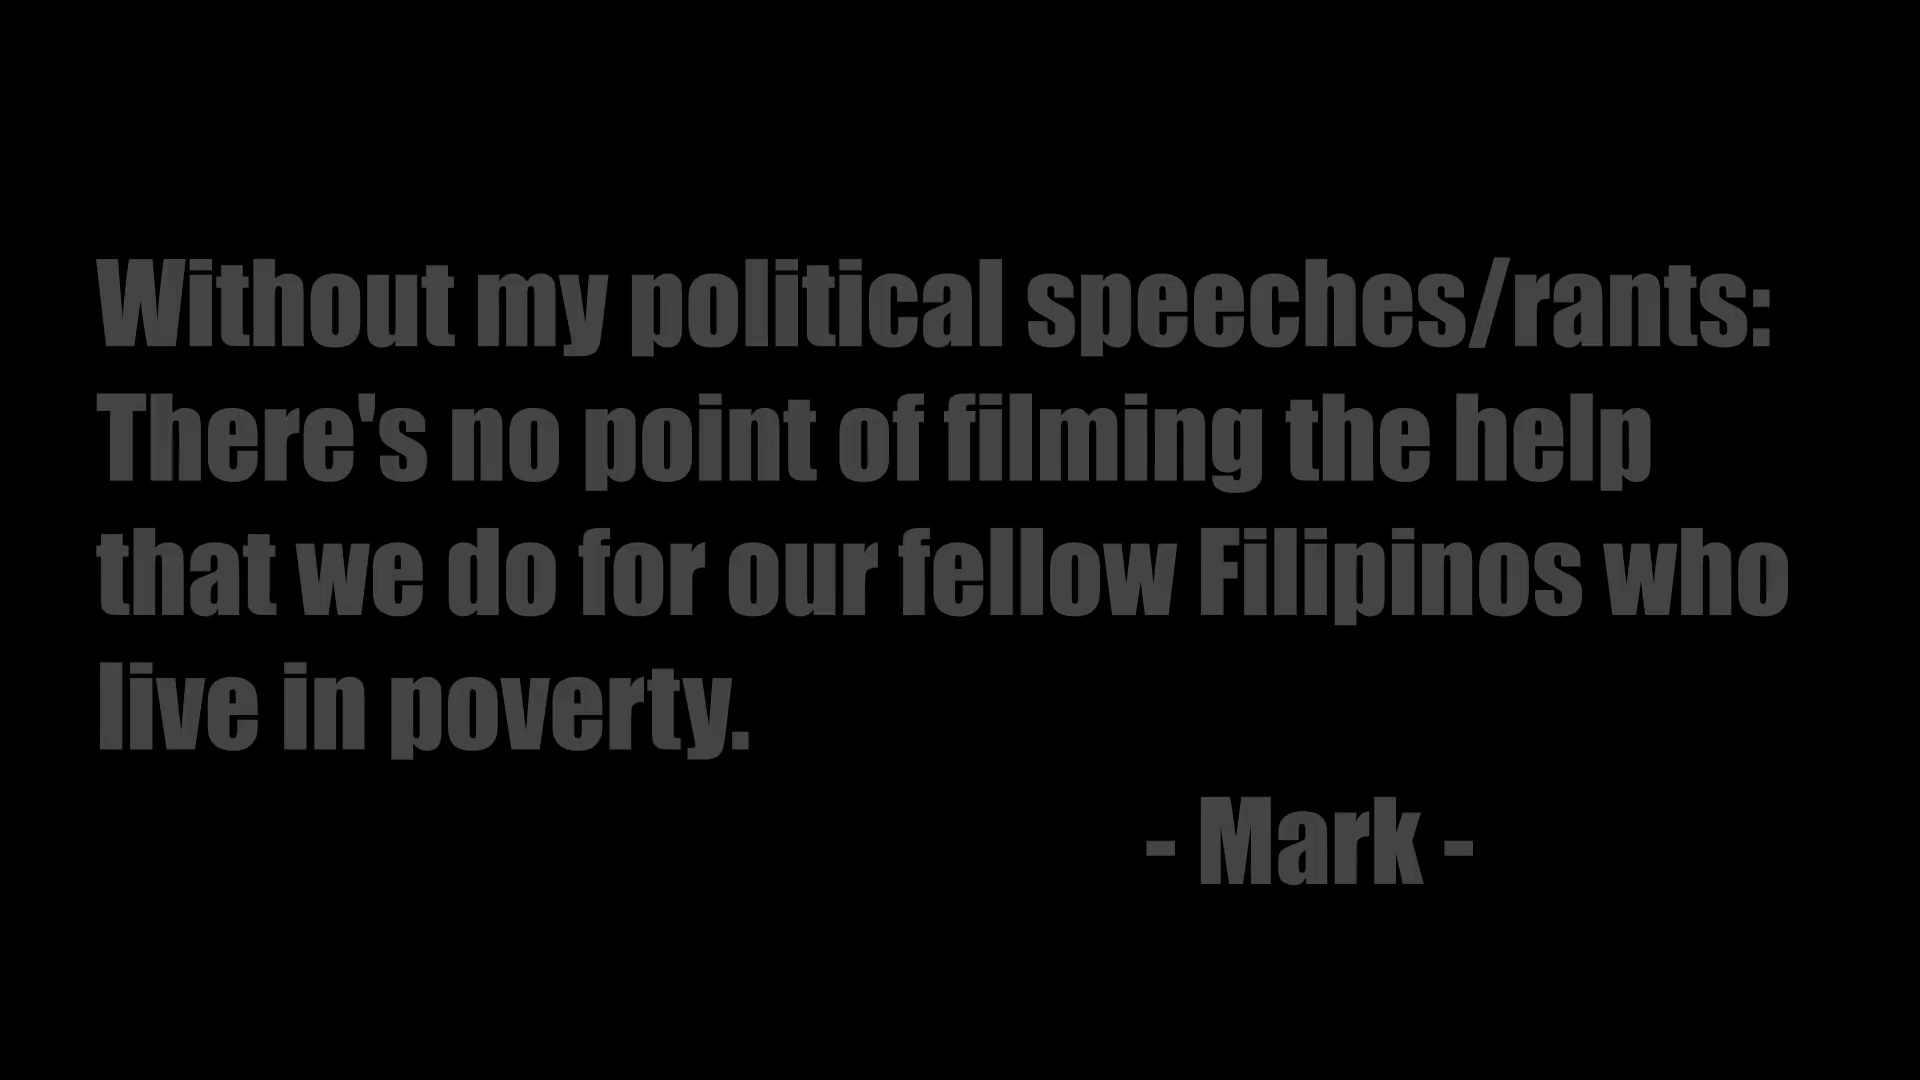 Without my political speeches/rants:
There's no point of filming the help
that we do for our fellow Filipinos who
live in poverty.
- Mark -